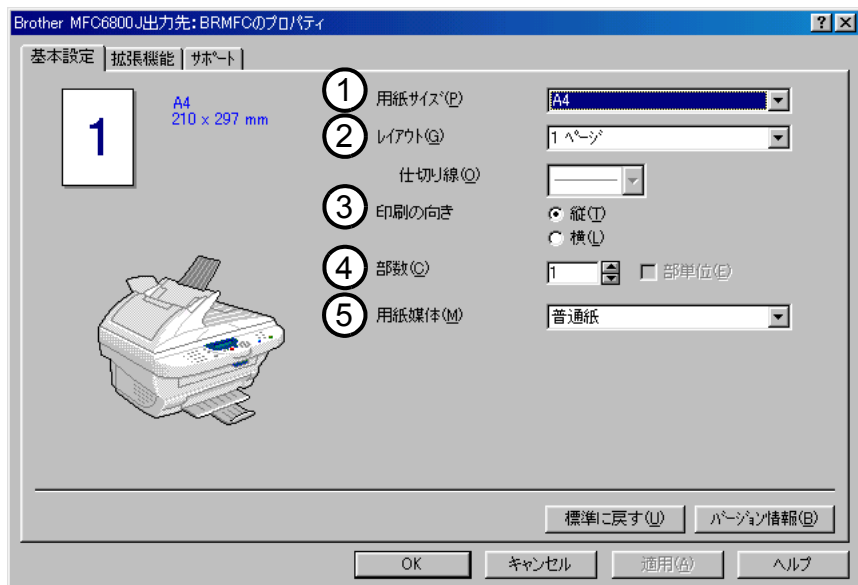 Brother MFC6800J出力先：BRMFCのプロパティ
基本設定 拡張機能 ｻﾎﾟｰﾄ
1
A4
210 x 297 mm
① 用紙ｻｲｽﾞ(P) A4
② ﾚｲｱｳﾄ(G) 1 ﾍﾟｰｼﾞ
仕切り線(O)
③ 印刷の向き 縦(T)
横(L)
④ 部数(C) 1 部単位(E)
⑤ 用紙媒体(M) 普通紙
標準に戻す(U) ﾊﾞｰｼﾞｮﾝ情報(B)
OK キャンセル 適用(A) ヘルプ